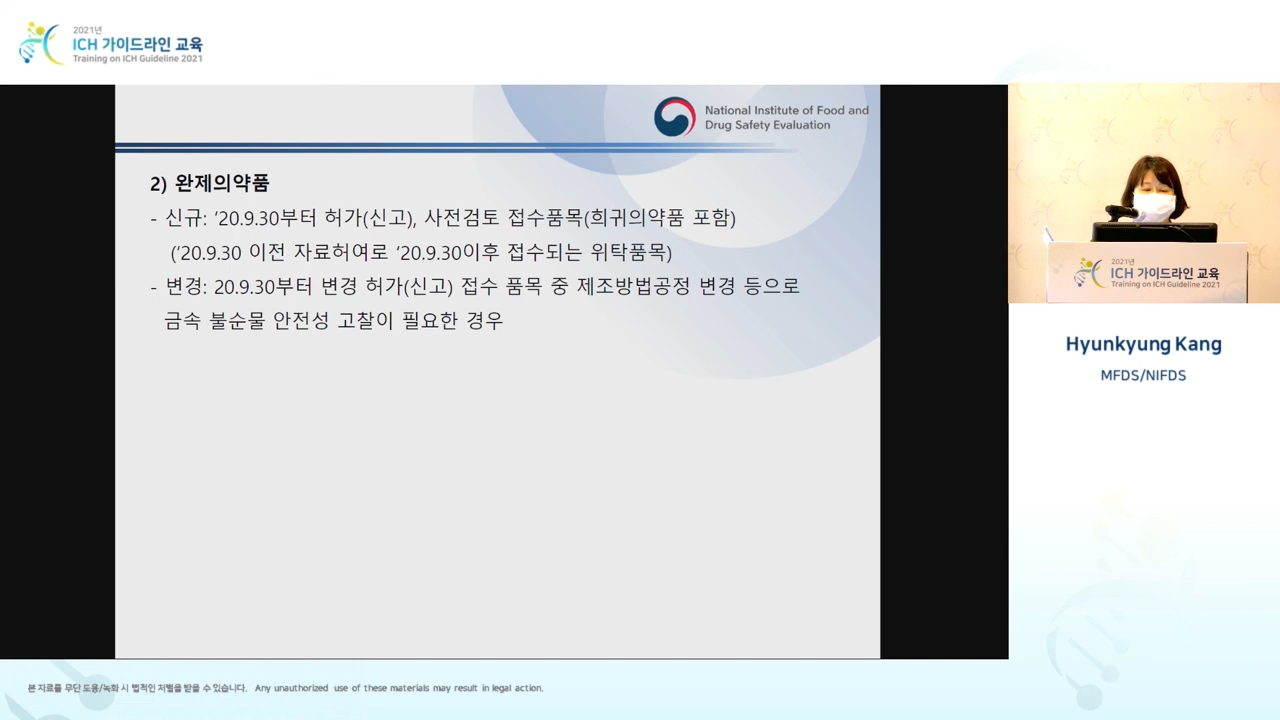 2021년
ICH 가이드라인 교육
Training on ICH Guideline 2021
National Institute of Food and
Drug Safety Evaluation
2) 완제의약품
- 신규: ’20.9.30부터 허가(신고), 사전검토 접수품목(희귀의약품 포함)
(‘20.9.30 이전 자료허여로 ‘20.9.30이후 접수되는 위탁품목)
- 변경: 20.9.30부터 변경 허가(신고) 접수 품목 중 제조방법공정 변경 등으로
금속 불순물 안전성 고찰이 필요한 경우
2021년
ICH 가이드라인 교육
Training on ICH Guideline 2021
Hyunkyung Kang
MFDS/NIFDS
본 자료를 무단 도용/녹화 시 법적인 처벌을 받을 수 있습니다. Any unauthorized use of these materials may result in legal action.